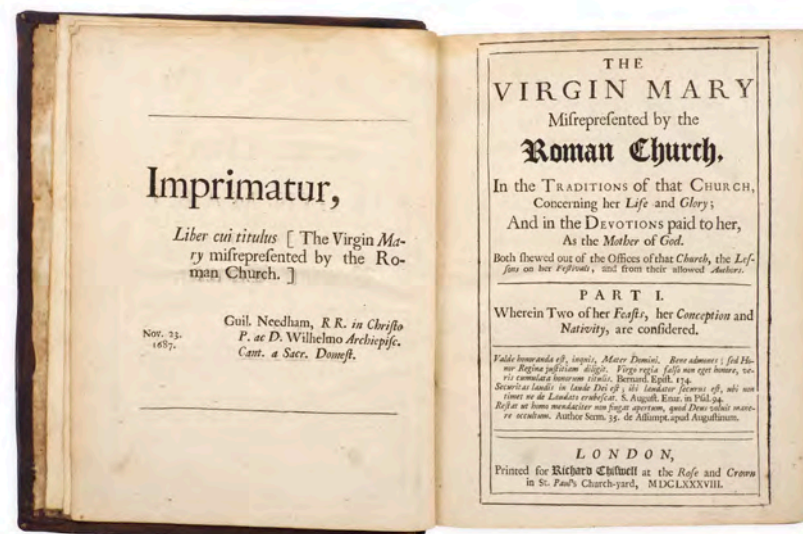 Imprimatur,
Liber cui titulus [ The Virgin Ma-
ry miſrepreſented by the Ro-
man Church. ]
Nov. 23.
1687.
Guil. Needham, R R. in Chriſto
P. ac D. Wilhelmo Archiepiſc.
Cant. a Sacr. Domeſt.
THE
VIRGIN MARY
Miſrepreſented by the
Roman Church.
In the TRADITIONS of that CHURCH,
Concerning her Life and Glory;
And in the DEVOTIONS paid to her,
As the Mother of God.
Both ſhewed out of the Offices of that Church, the Leſ-
ſons on her Feſtivals, and from their allowed Authors.
PART I.
Wherein Two of her Feaſts, her Conception and
Nativity, are conſidered.
Valde honoranda eſt, inquis, Mater Domini, Bene admones; ſed Ho-
nor Reginæ juſtitiam diligit. Virgo regia falſo non eget honore, ve-
ris cumulata honorum titulis. Bernard. Epiſt. 174.
Securitas laudis in laude Dei eſt; ibi laudator ſecurus eſt, ubi non
timet ne de Laudato erubeſcat. S. Auguſt. Enar. in Pſal. 94.
Reſtat ut homo mendaciter non fingat apertum, quod Deus voluit mane-
re occultum. Author Serm. 35. de Aſſumpt. apud Auguſtinum.
LONDON,
Printed for Richard Chiſwell at the Roſe and Crown
in St. Paul's Church-yard, MDCLXXXVIII.